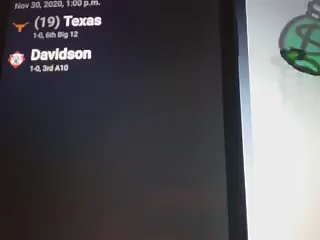 Nov 30, 2020, 1:00 p.m.
(19) Texas
1-0, 6th Big 12
Davidson
1-0, 3rd A10
$